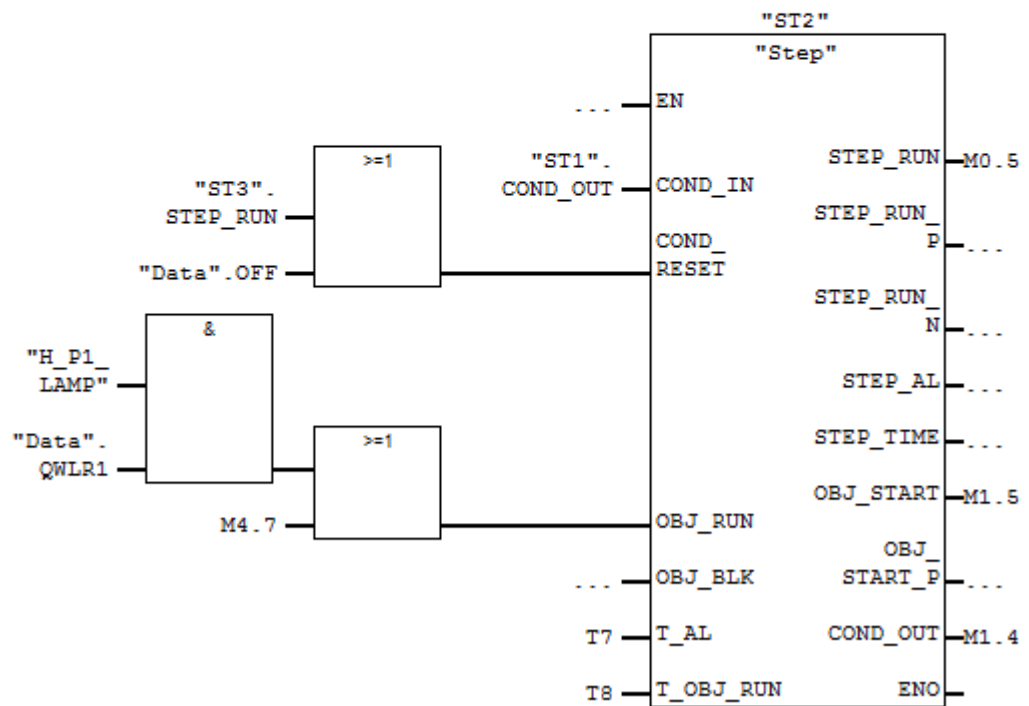 "ST2"
"Step"
... EN
>=1
"ST1".
COND_OUT COND_IN
STEP_RUN M0.5
"ST3".
STEP_RUN
STEP_RUN_
P ...
COND_
RESET
"Data".OFF
STEP_RUN_
N ...
&
"H_P1_
LAMP"
STEP_AL ...
"Data".
QWLR1
>=1
STEP_TIME ...
OBJ_START M1.5
M4.7
OBJ_RUN
OBJ_
START_P ...
... OBJ_BLK
T7 T_AL
COND_OUT M1.4
T8 T_OBJ_RUN
ENO